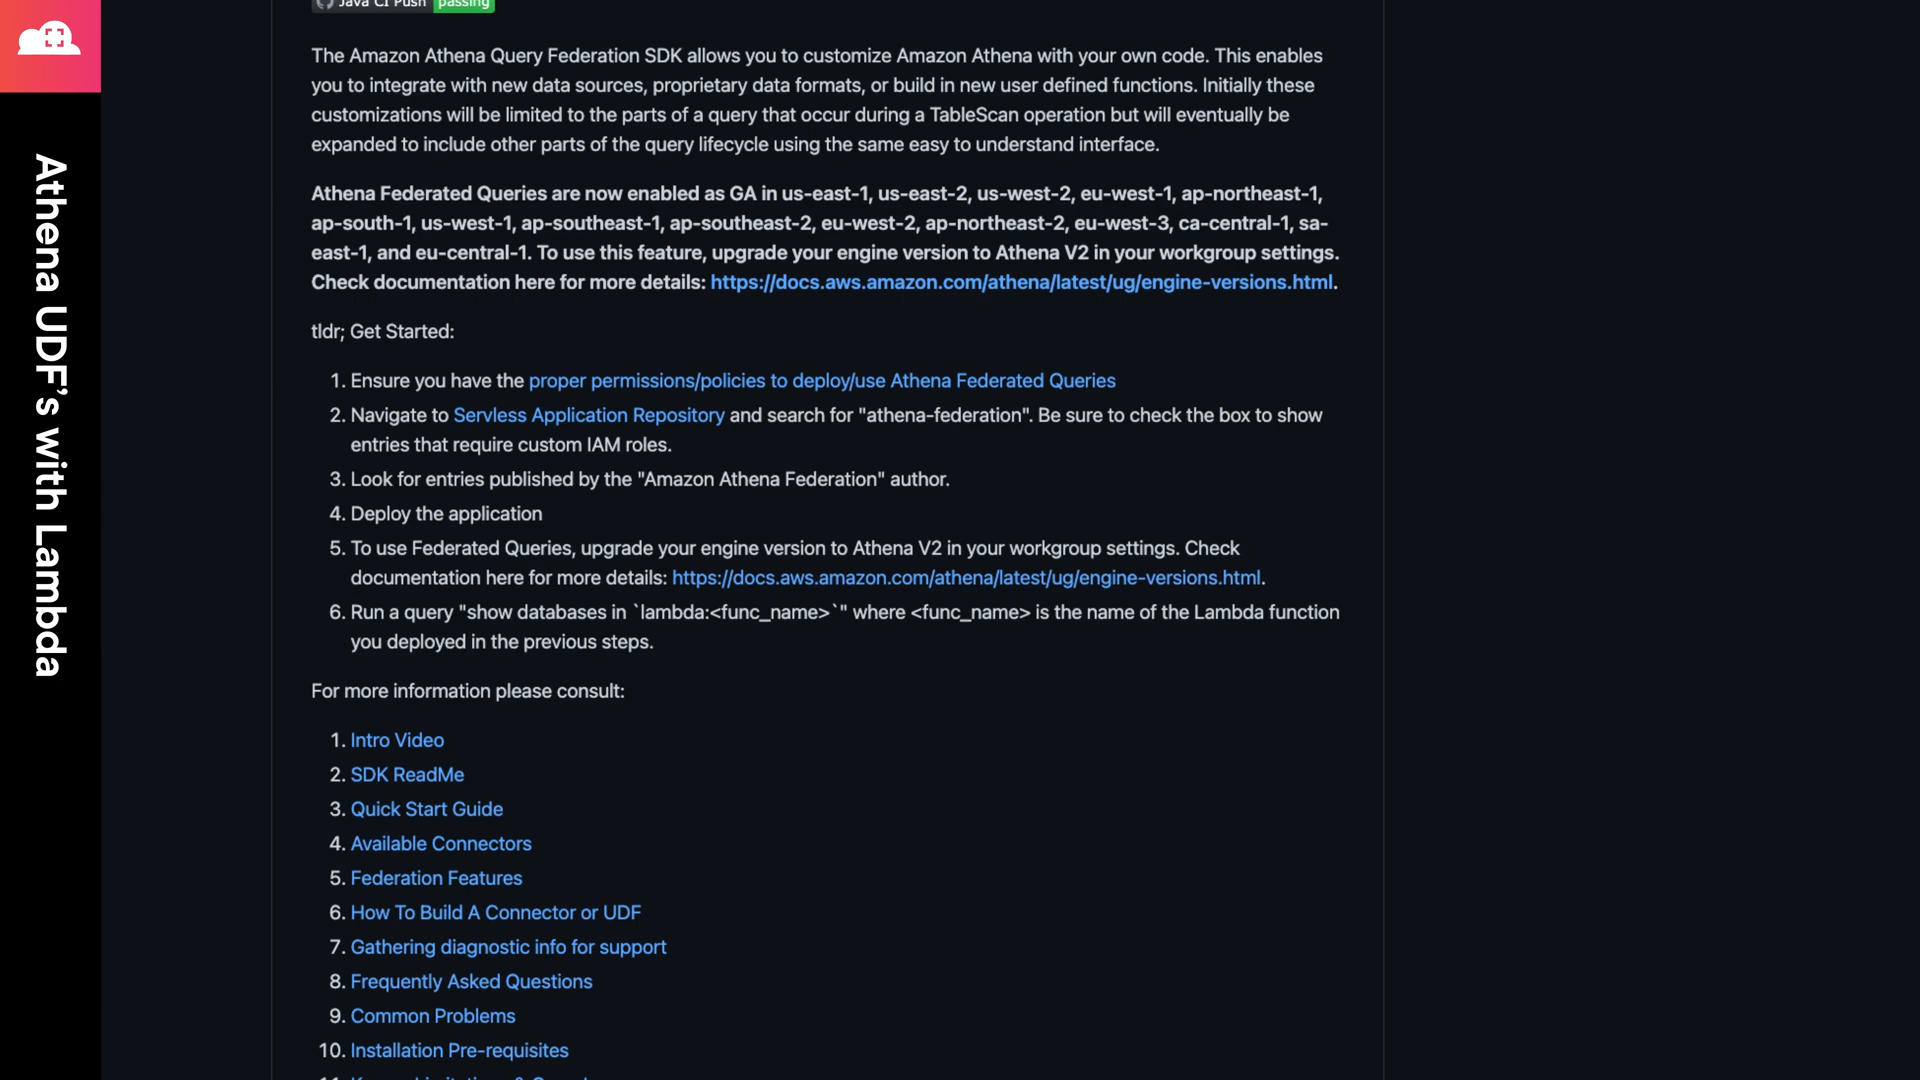 Java CI Push passing
The Amazon Athena Query Federation SDK allows you to customize Amazon Athena with your own code. This enables
you to integrate with new data sources, proprietary data formats, or build in new user defined functions. Initially these
customizations will be limited to the parts of a query that occur during a TableScan operation but will eventually be
expanded to include other parts of the query lifecycle using the same easy to understand interface.
Athena Federated Queries are now enabled as GA in us-east-1, us-east-2, us-west-2, eu-west-1, ap-northeast-1,
ap-south-1, us-west-1, ap-southeast-1, ap-southeast-2, eu-west-2, ap-northeast-2, eu-west-3, ca-central-1, sa-
east-1, and eu-central-1. To use this feature, upgrade your engine version to Athena V2 in your workgroup settings.
Check documentation here for more details: https://docs.aws.amazon.com/athena/latest/ug/engine-versions.html.
tldr; Get Started:
1. Ensure you have the proper permissions/policies to deploy/use Athena Federated Queries
2. Navigate to Servless Application Repository and search for "athena-federation". Be sure to check the box to show
entries that require custom IAM roles.
3. Look for entries published by the "Amazon Athena Federation" author.
4. Deploy the application
5. To use Federated Queries, upgrade your engine version to Athena V2 in your workgroup settings. Check
documentation here for more details: https://docs.aws.amazon.com/athena/latest/ug/engine-versions.html.
6. Run a query "show databases in `lambda:<func_name>`" where <func_name> is the name of the Lambda function
you deployed in the previous steps.
For more information please consult:
1. Intro Video
2. SDK ReadMe
3. Quick Start Guide
4. Available Connectors
5. Federation Features
6. How To Build A Connector or UDF
7. Gathering diagnostic info for support
8. Frequently Asked Questions
9. Common Problems
10. Installation Pre-requisites
Athena UDF's with Lambda